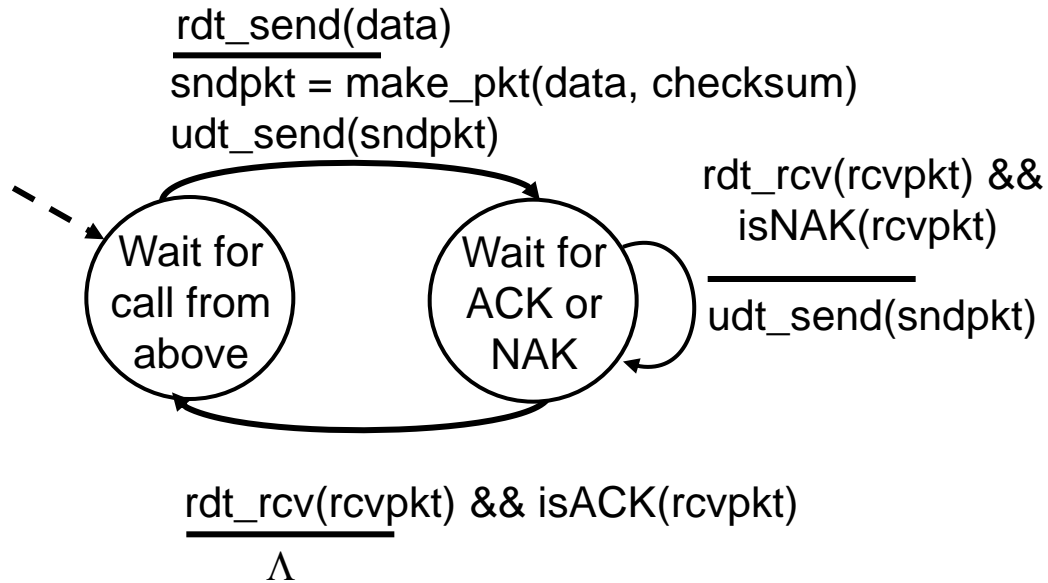 rdt_send(data)
sndpkt = make_pkt(data, checksum)
udt_send(sndpkt)
Wait for
call from
above
Wait for
ACK or
NAK
rdt_rcv(rcvpkt) &&
isNAK(rcvpkt)
udt_send(sndpkt)
rdt_rcv(rcvpkt) && isACK(rcvpkt)
Λ